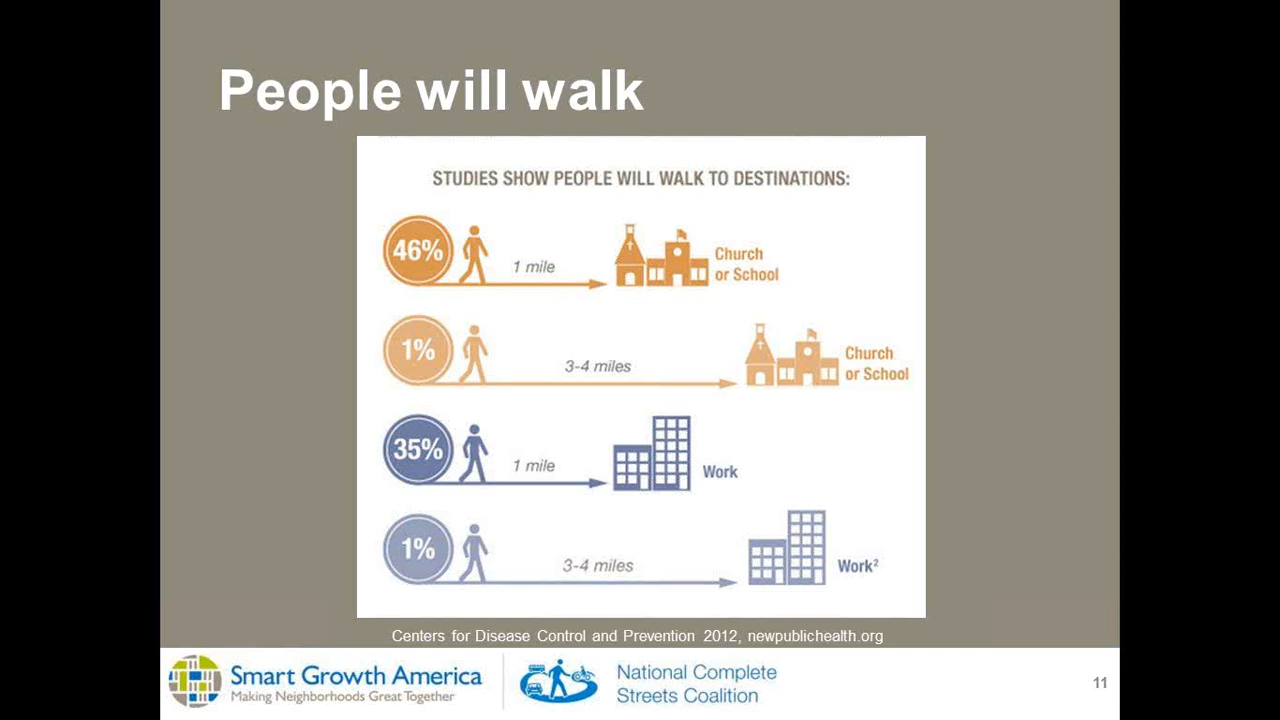 People will walk
STUDIES SHOW PEOPLE WILL WALK TO DESTINATIONS:
46%
1 mile
Church
or School
1%
3-4 miles
Church
or School
35%
1 mile
Work
1%
3-4 miles
Work²
Centers for Disease Control and Prevention 2012, newpublichealth.org
Smart Growth America
Making Neighborhoods Great Together
National Complete
Streets Coalition
11